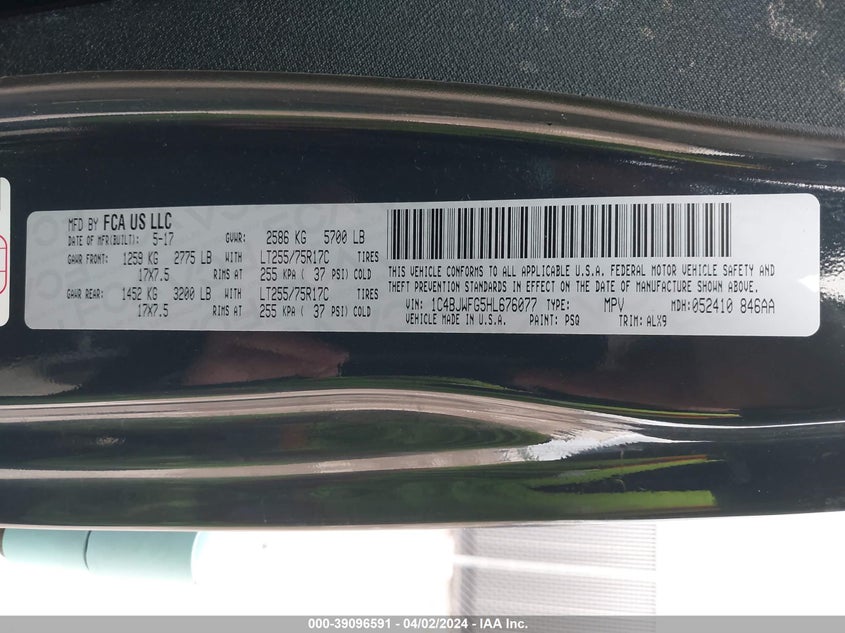 MFD BY FCA US LLC
DATE OF MFR(BUILT): 5-17 GVWR: 2586 KG 5700 LB
GAWR FRONT: 1259 KG 2775 LB WITH LT255/75R17C TIRES
17X7.5 RIMS AT 255 KPA ( 37 PSI) COLD
GAWR REAR: 1452 KG 3200 LB WITH LT255/75R17C TIRES
17X7.5 RIMS AT 255 KPA ( 37 PSI) COLD
THIS VEHICLE CONFORMS TO ALL APPLICABLE U.S.A. FEDERAL MOTOR VEHICLE SAFETY AND
THEFT PREVENTION STANDARDS IN EFFECT ON THE DATE OF MANUFACTURE SHOWN ABOVE.
VIN: 1C4BJWFG5HL676077 TYPE: MPV MDH:052410 846AA
VEHICLE MADE IN U.S.A. PAINT: PSQ TRIM: ALX9
000-39096591 - 04/02/2024 - IAA Inc.